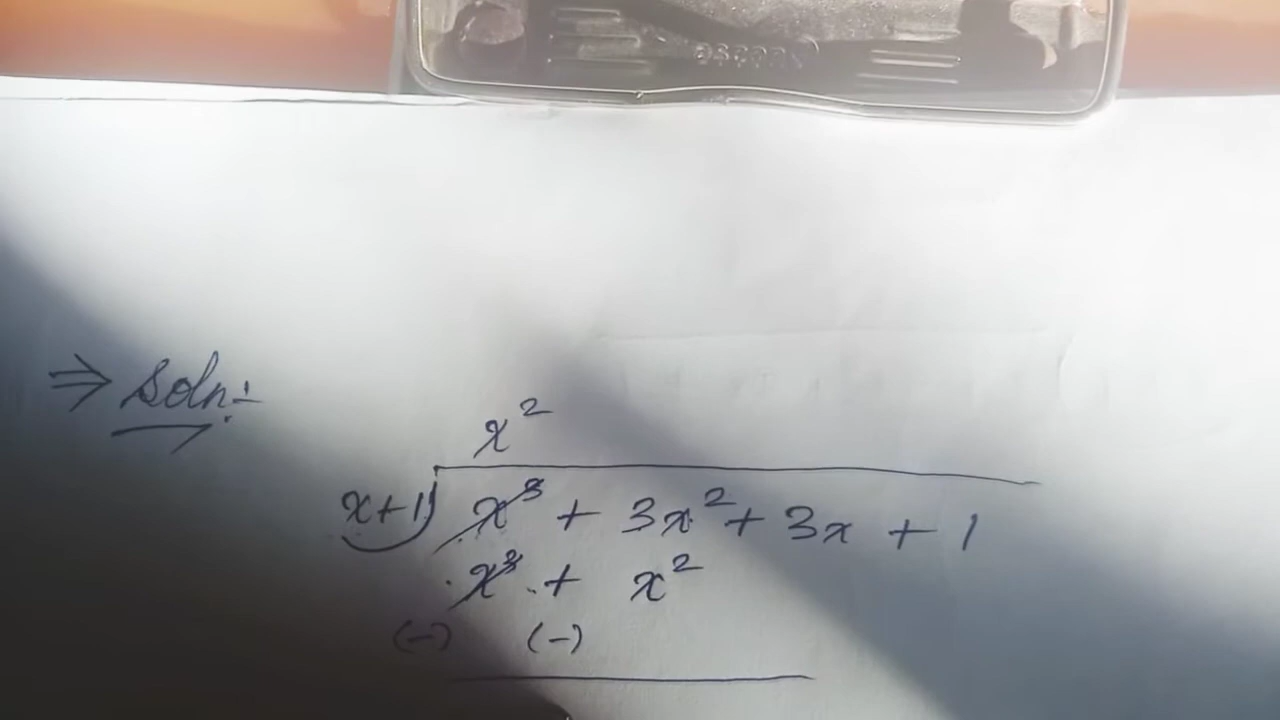 ⇒ Soln:-
x²
x+1) x³ + 3x² + 3x + 1
x³ + x²
(-) (-)